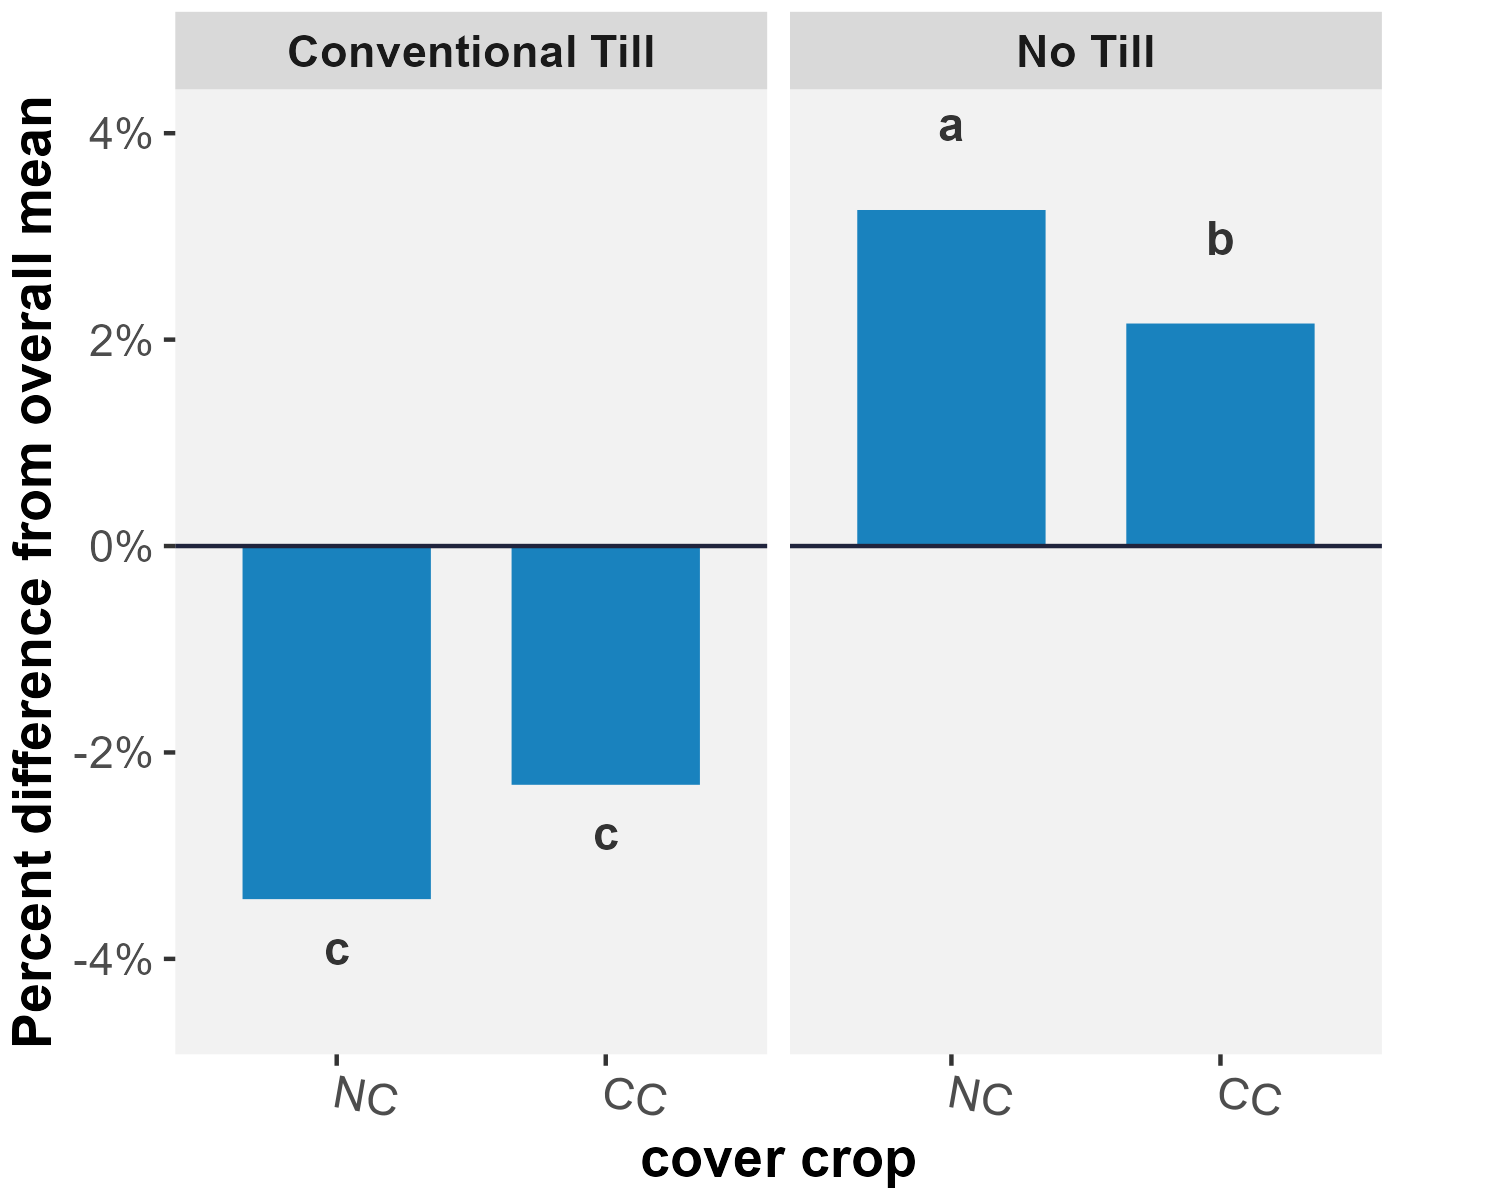 Conventional Till
No Till
Percent difference from overall mean
4%
2%
0%
-2%
-4%
a
b
c
c
NC
CC
NC
CC
cover crop